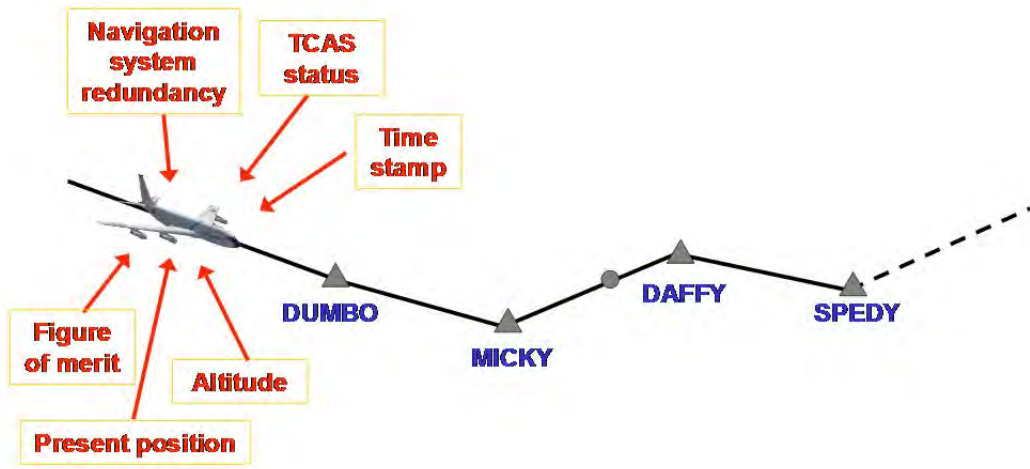 Navigation
system
redundancy
TCAS
status
Time
stamp
DUMBO
MICKY
DAFFY
SPEDY
Figure
of merit
Altitude
Present position